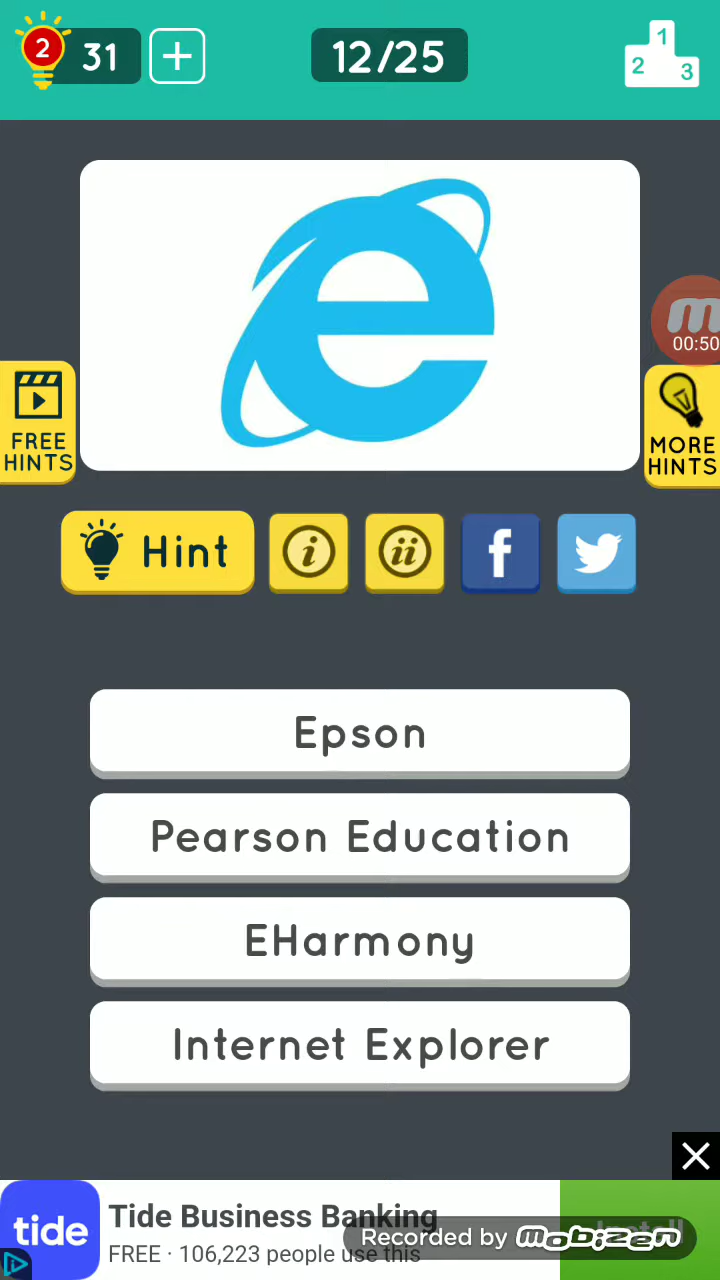 2
31
12/25
1
2
3
e
m
00:50
FREE
HINTS
MORE
HINTS
Hint
i
ii
f
Epson
Pearson Education
EHarmony
Internet Explorer
tide
Tide Business Banking
FREE · 106,223 people use this
Recorded by mobizen